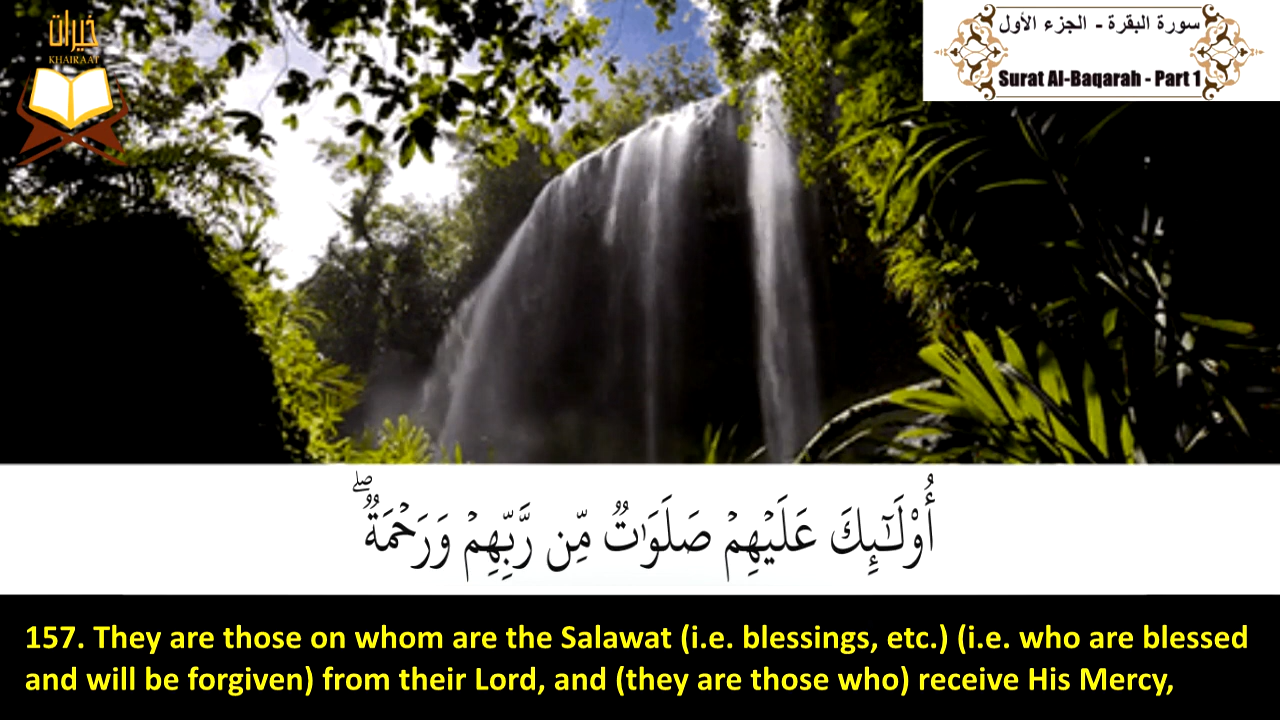 خيرات
KHAIRAAT
سورة البقرة - الجزء الأول
Surat Al-Baqarah - Part 1
أُو۟لَـٰٓئِكَ عَلَيْهِمْ صَلَوَٰتٌ مِّن رَّبِّهِمْ وَرَحْمَةٌ ۖ
157. They are those on whom are the Salawat (i.e. blessings, etc.) (i.e. who are blessed
and will be forgiven) from their Lord, and (they are those who) receive His Mercy,